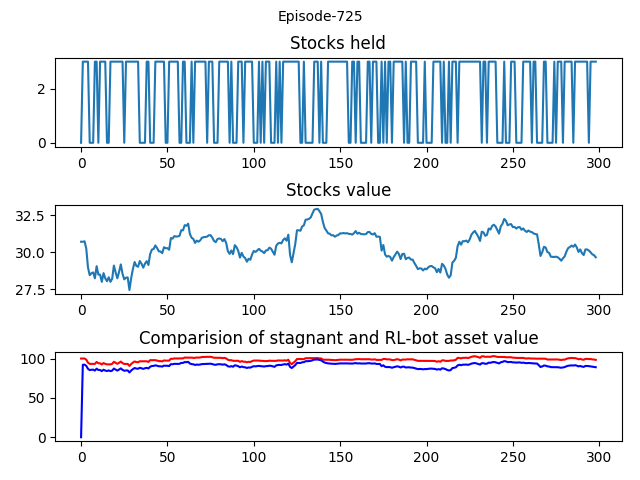 Episode-725
Stocks held
2
0
0 50 100 150 200 250 300
Stocks value
32.5
30.0
27.5
0 50 100 150 200 250 300
Comparision of stagnant and RL-bot asset value
100
50
0
0 50 100 150 200 250 300